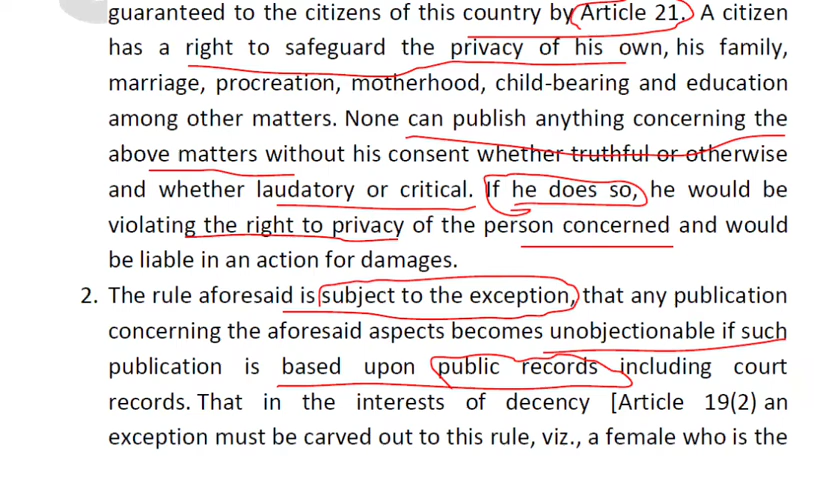 guaranteed to the citizens of this country by Article 21. A citizen
has a right to safeguard the privacy of his own, his family,
marriage, procreation, motherhood, child-bearing and education
among other matters. None can publish anything concerning the
above matters without his consent whether truthful or otherwise
and whether laudatory or critical. If he does so, he would be
violating the right to privacy of the person concerned and would
be liable in an action for damages.
2. The rule aforesaid is subject to the exception, that any publication
concerning the aforesaid aspects becomes unobjectionable if such
publication is based upon public records including court
records. That in the interests of decency [Article 19(2) an
exception must be carved out to this rule, viz., a female who is the